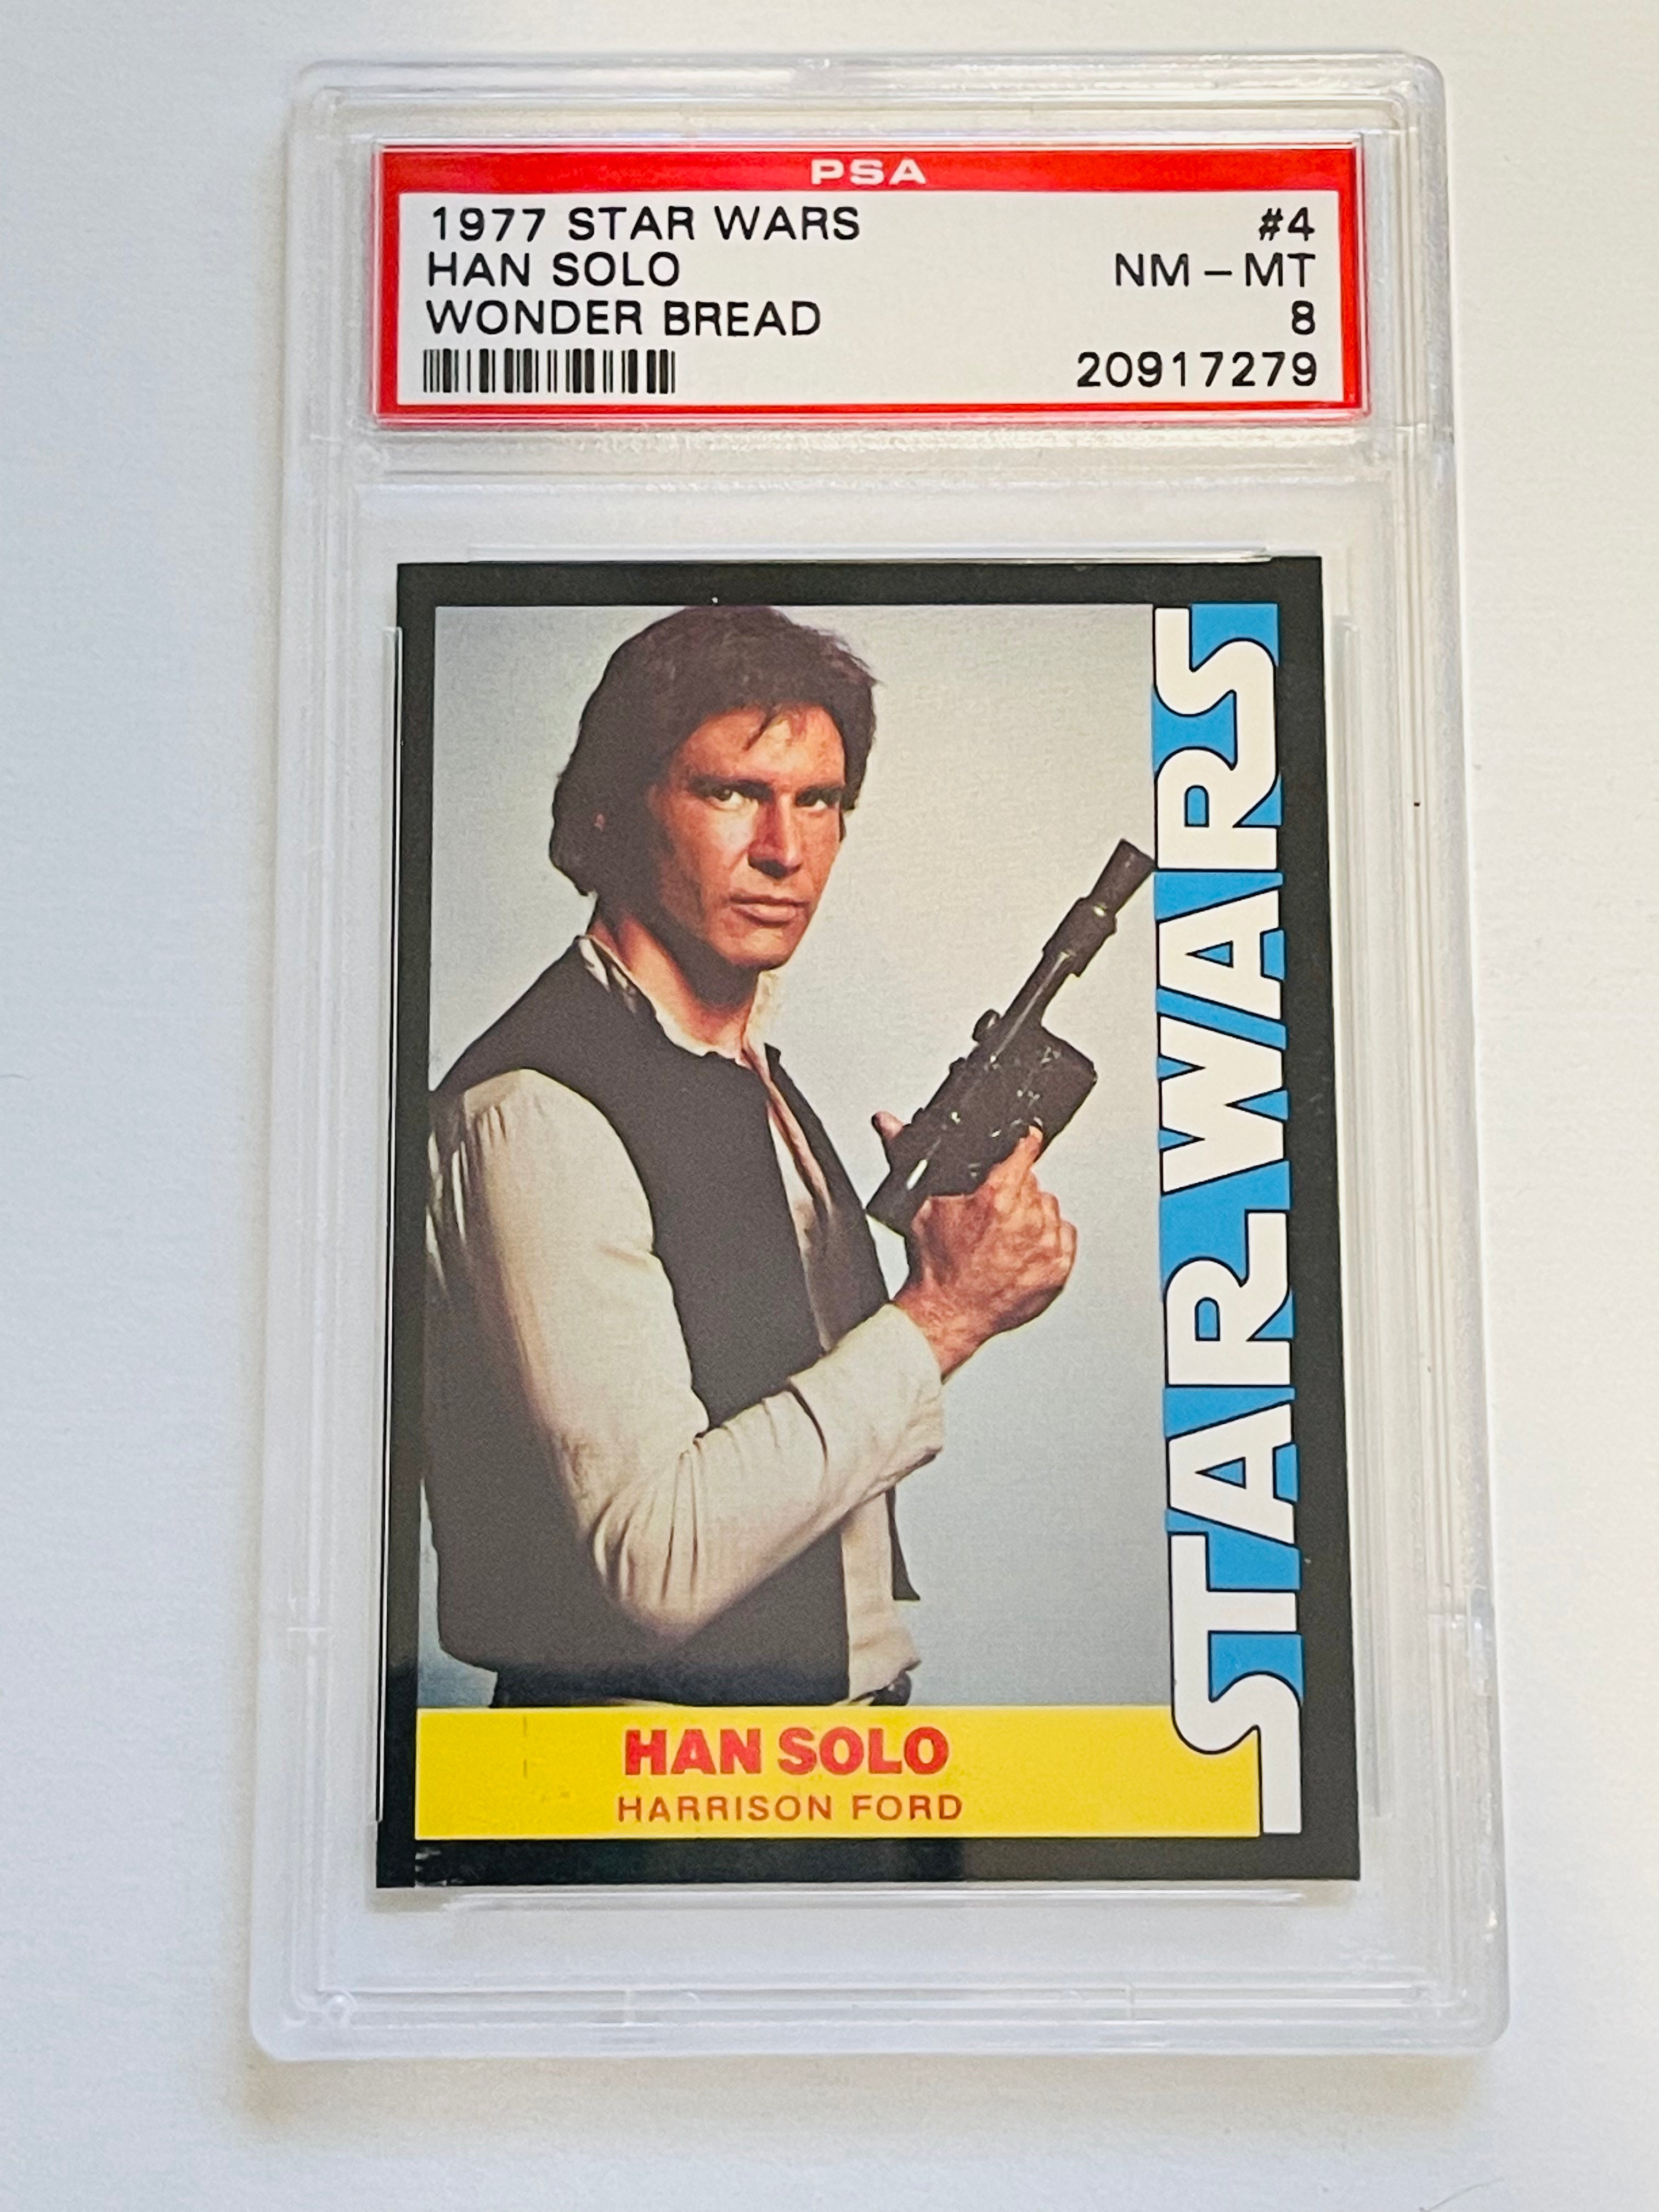 PSA
1977 STAR WARS #4
HAN SOLO NM - MT
WONDER BREAD 8
20917279
STAR WARS
HAN SOLO
HARRISON FORD